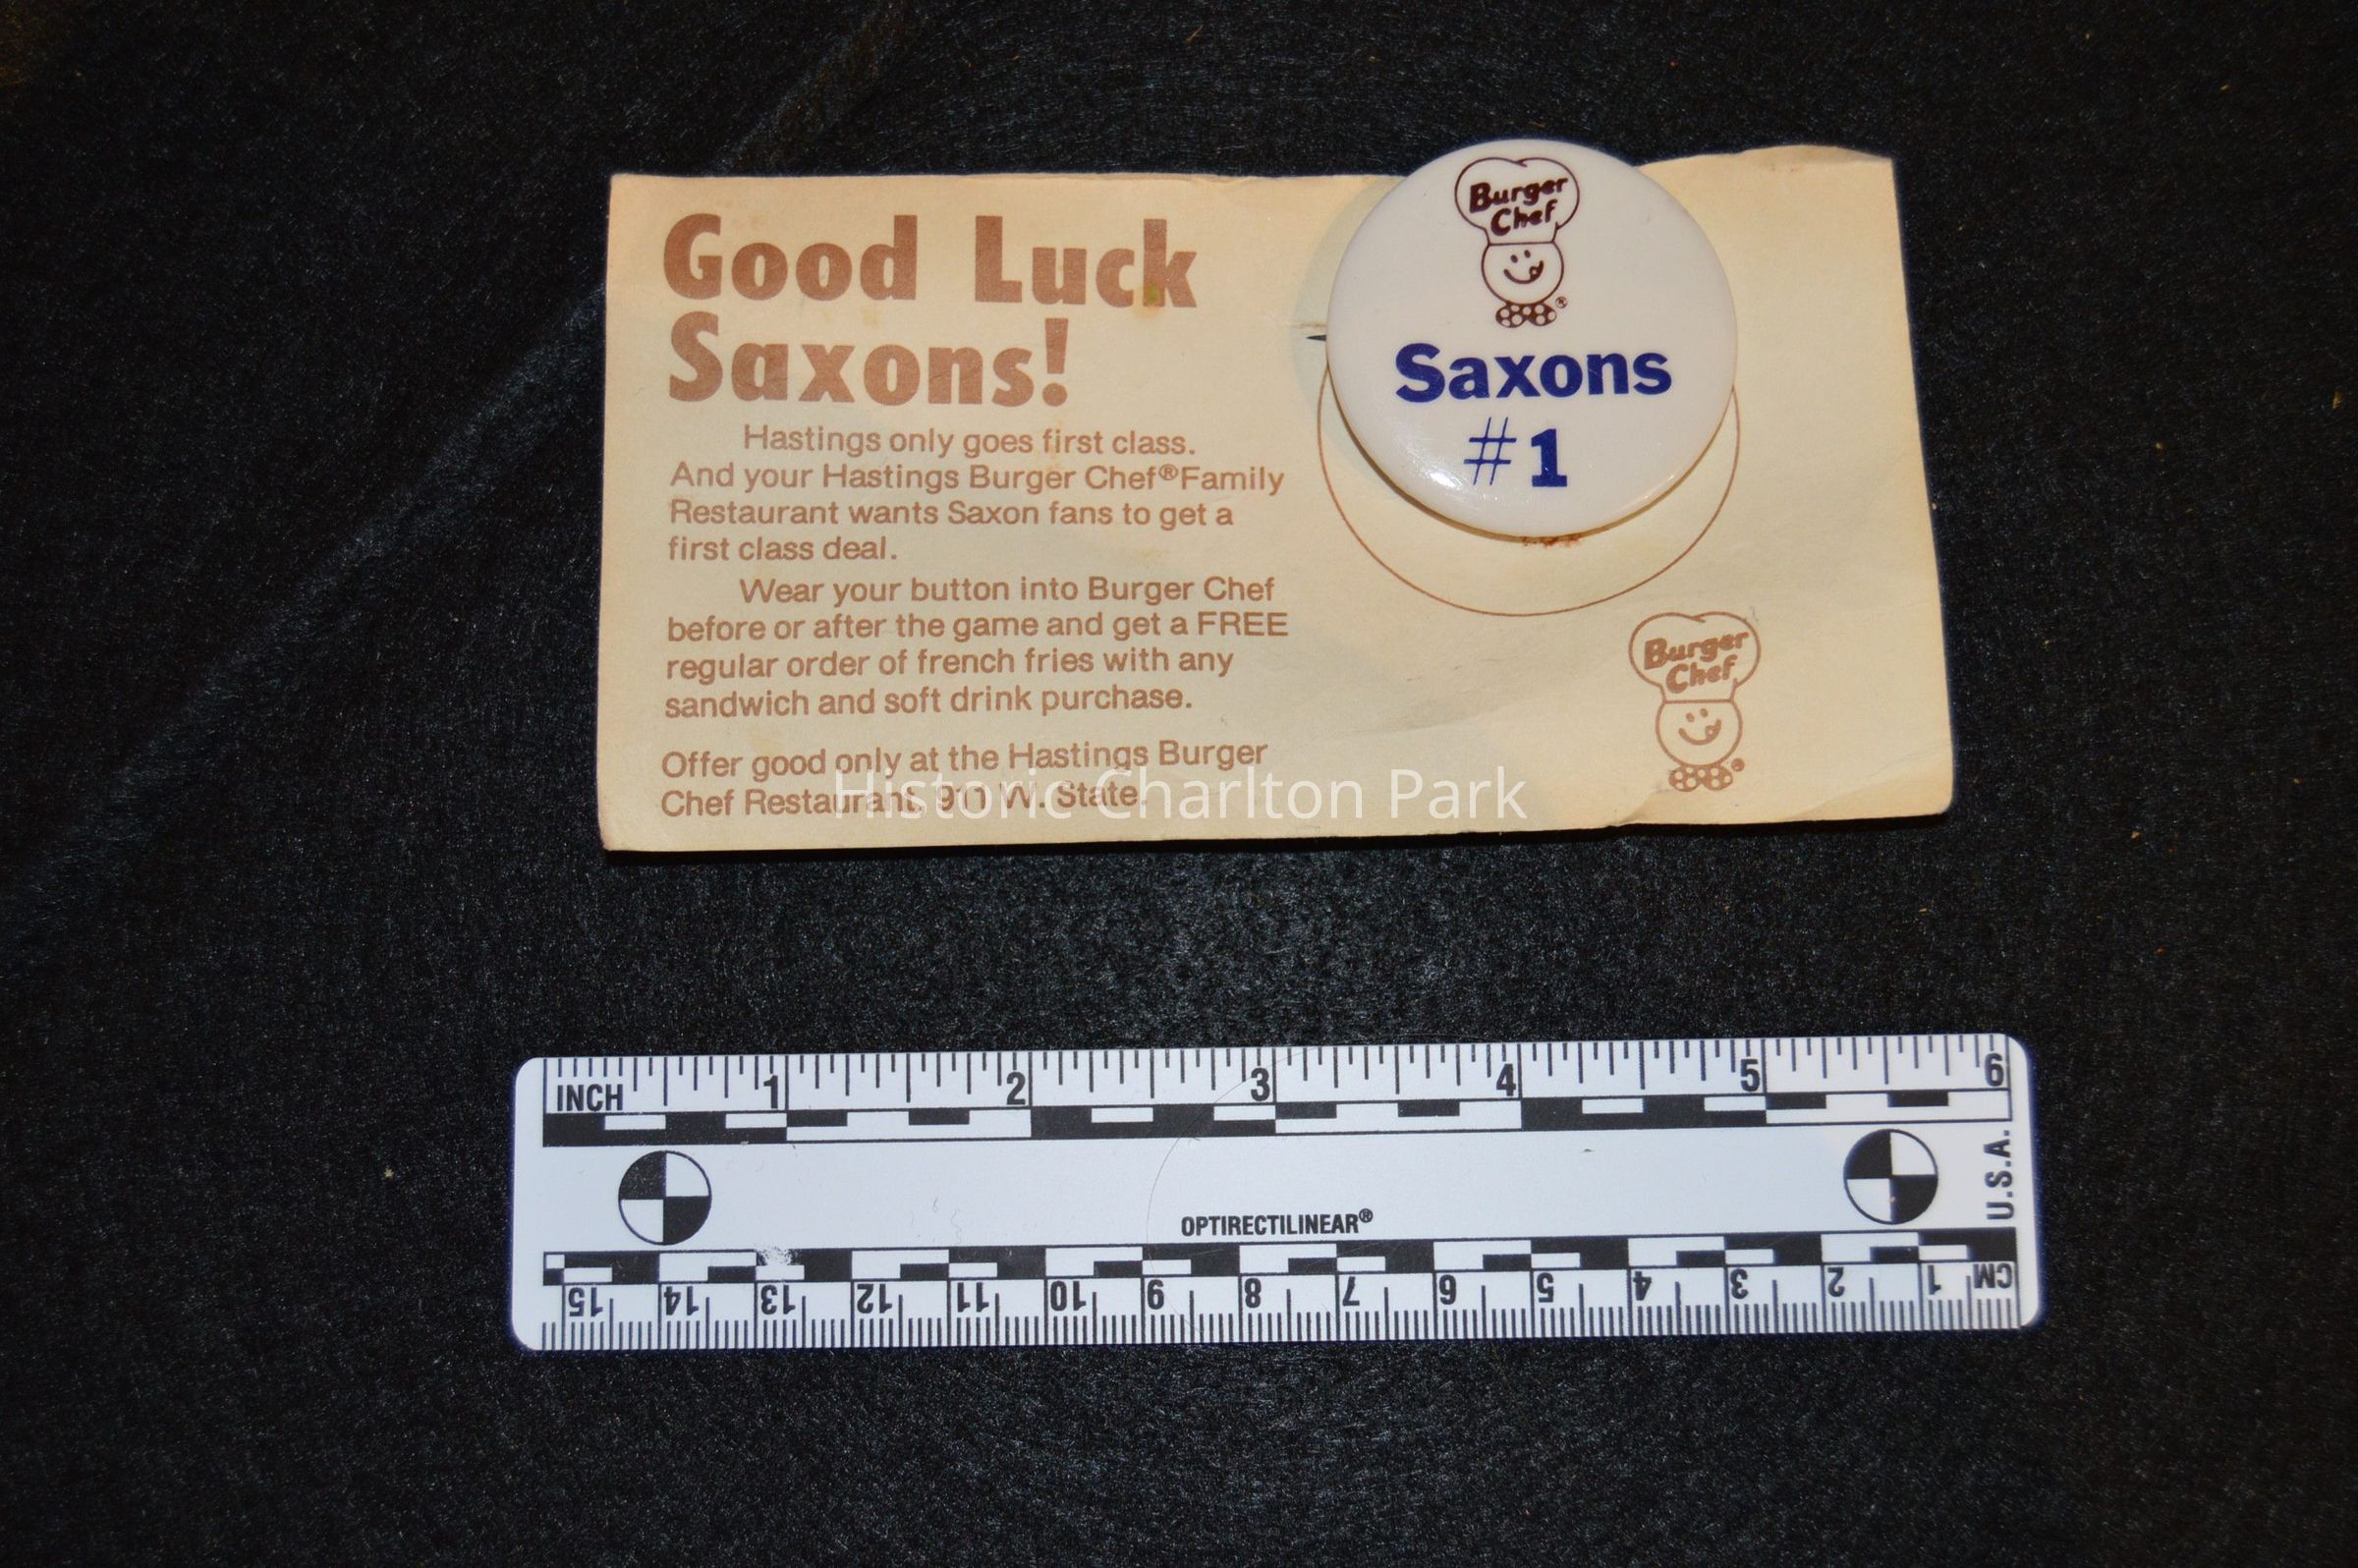 Good Luck
Saxons!
Hastings only goes first class.
And your Hastings Burger Chef® Family
Restaurant wants Saxon fans to get a
first class deal.
Wear your button into Burger Chef
before or after the game and get a FREE
regular order of french fries with any
sandwich and soft drink purchase.
Offer good only at the Hastings Burger
Chef Restaurant, 911 W. State.
Burger
Chef
®
Saxons
#1
Burger
Chef
®
Historic Charlton Park
INCH 1 2 3 4 5 6
U.S.A.
OPTIRECTILINEAR®
15 14 13 12 11 10 9 8 7 6 5 4 3 2 1 CM